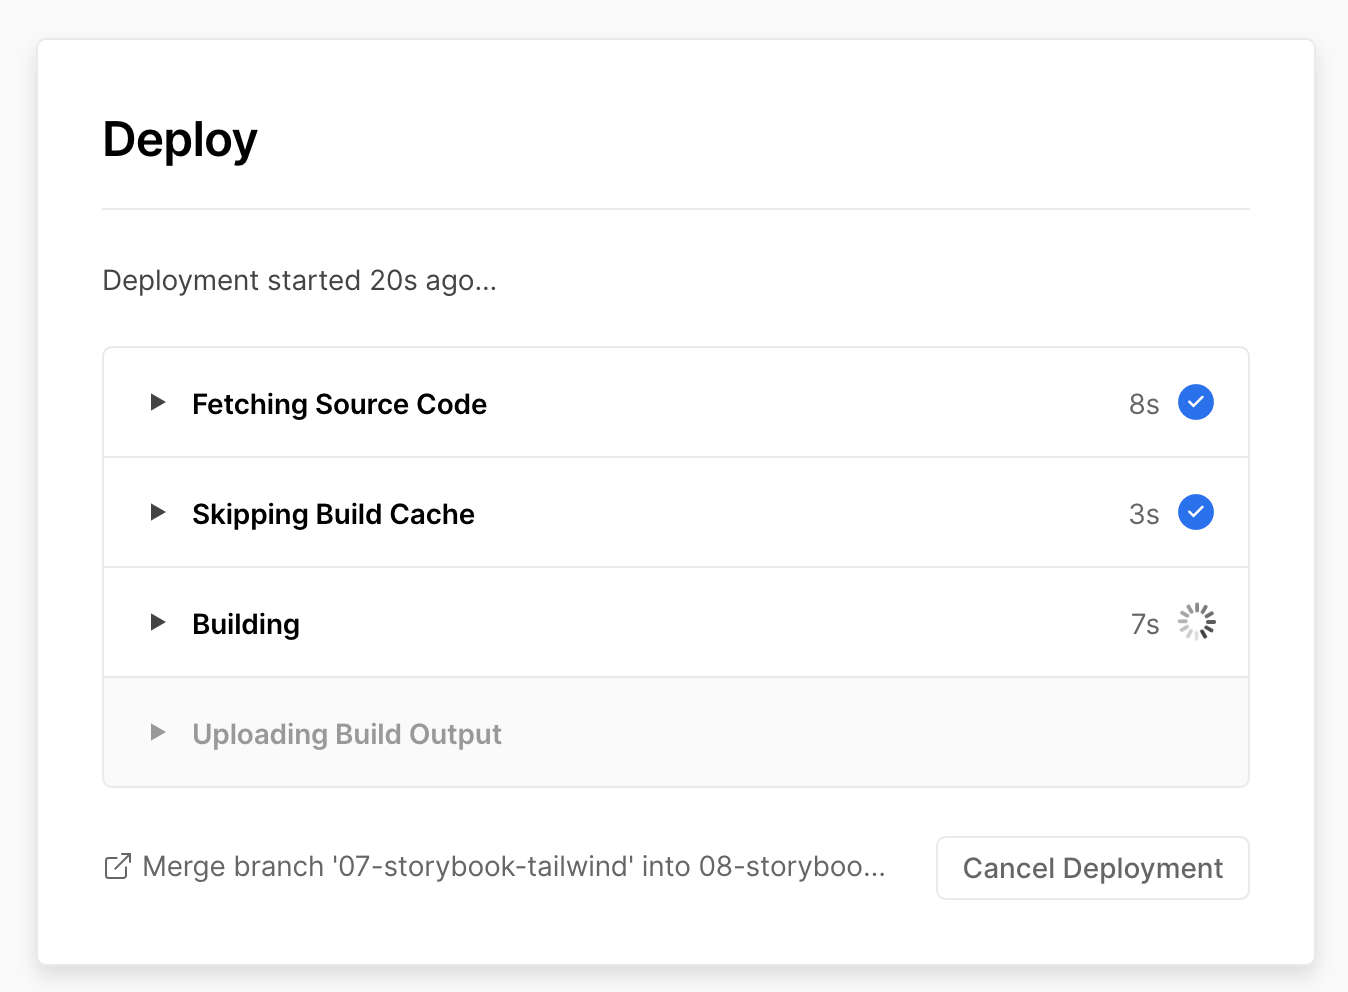 Deploy
Deployment started 20s ago...
Fetching Source Code 8s
Skipping Build Cache 3s
Building 7s
Uploading Build Output
Merge branch '07-storybook-tailwind' into 08-storyboo...
Cancel Deployment